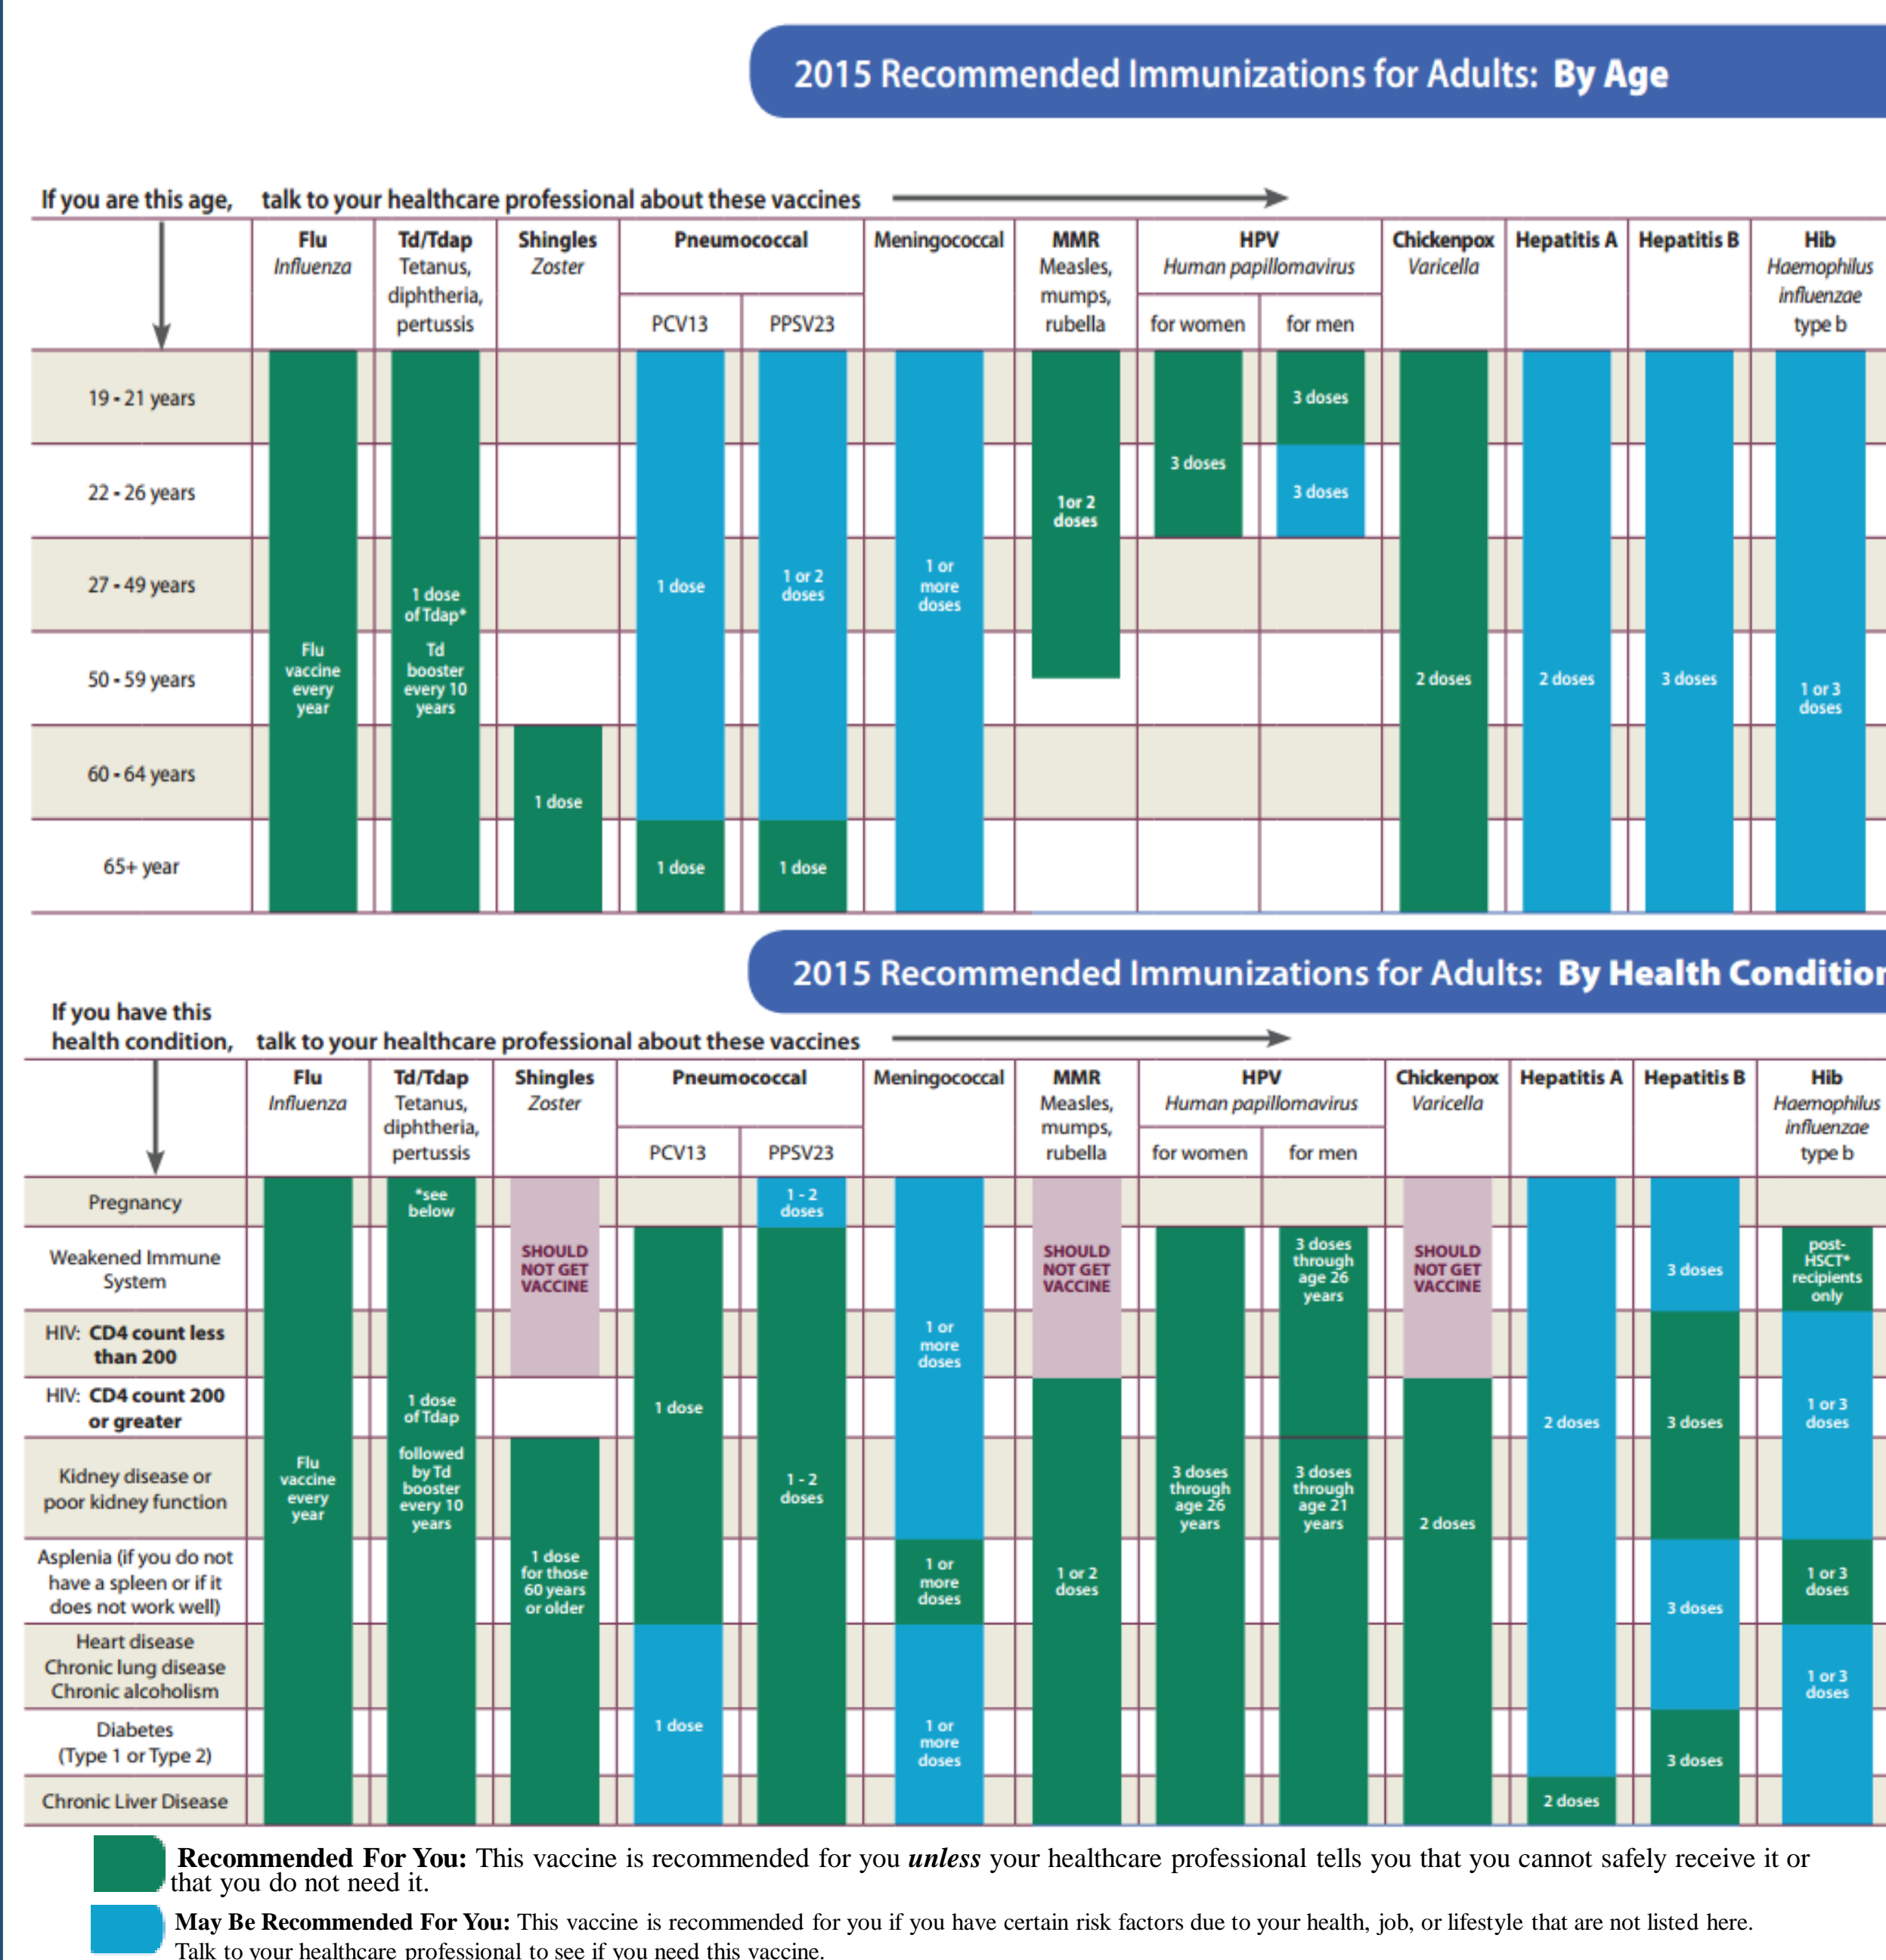 2015 Recommended Immunizations for Adults: By Age
If you are this age, talk to your healthcare professional about these vaccines
Flu
Influenza
Td/Tdap
Tetanus,
diphtheria,
pertussis
Shingles
Zoster
Pneumococcal
PCV13
PPSV23
Meningococcal
MMR
Measles,
mumps,
rubella
HPV
Human papillomavirus
for women
for men
Chickenpox
Varicella
Hepatitis A
Hepatitis B
Hib
Haemophilus
influenzae
type b
19 - 21 years
22 - 26 years
27 - 49 years
50 - 59 years
60 - 64 years
65+ year
Flu
vaccine
every
year
1 dose
of Tdap*
Td
booster
every 10
years
1 dose
1 dose
1 dose
1 or 2
doses
1 dose
1 or
more
doses
1or 2
doses
3 doses
3 doses
3 doses
2 doses
2 doses
3 doses
1 or 3
doses
2015 Recommended Immunizations for Adults: By Health Condition
If you have this
health condition, talk to your healthcare professional about these vaccines
Flu
Influenza
Td/Tdap
Tetanus,
diphtheria,
pertussis
Shingles
Zoster
Pneumococcal
PCV13
PPSV23
Meningococcal
MMR
Measles,
mumps,
rubella
HPV
Human papillomavirus
for women
for men
Chickenpox
Varicella
Hepatitis A
Hepatitis B
Hib
Haemophilus
influenzae
type b
Pregnancy
Weakened Immune
System
HIV: CD4 count less
than 200
HIV: CD4 count 200
or greater
Kidney disease or
poor kidney function
Asplenia (if you do not
have a spleen or if it
does not work well)
Heart disease
Chronic lung disease
Chronic alcoholism
Diabetes
(Type 1 or Type 2)
Chronic Liver Disease
Flu
vaccine
every
year
*see
below
1 dose
of Tdap
followed
by Td
booster
every 10
years
SHOULD
NOT GET
VACCINE
1 dose
for those
60 years
or older
1 dose
1 dose
1 - 2
doses
1 - 2
doses
1 or
more
doses
1 or
more
doses
1 or
more
doses
SHOULD
NOT GET
VACCINE
1 or 2
doses
3 doses
through
age 26
years
3 doses
through
age 26
years
3 doses
through
age 21
years
SHOULD
NOT GET
VACCINE
2 doses
2 doses
2 doses
3 doses
3 doses
3 doses
3 doses
post-
HSCT*
recipients
only
1 or 3
doses
1 or 3
doses
1 or 3
doses
Recommended For You: This vaccine is recommended for you unless your healthcare professional tells you that you cannot safely receive it or
that you do not need it.
May Be Recommended For You: This vaccine is recommended for you if you have certain risk factors due to your health, job, or lifestyle that are not listed here.
Talk to your healthcare professional to see if you need this vaccine.